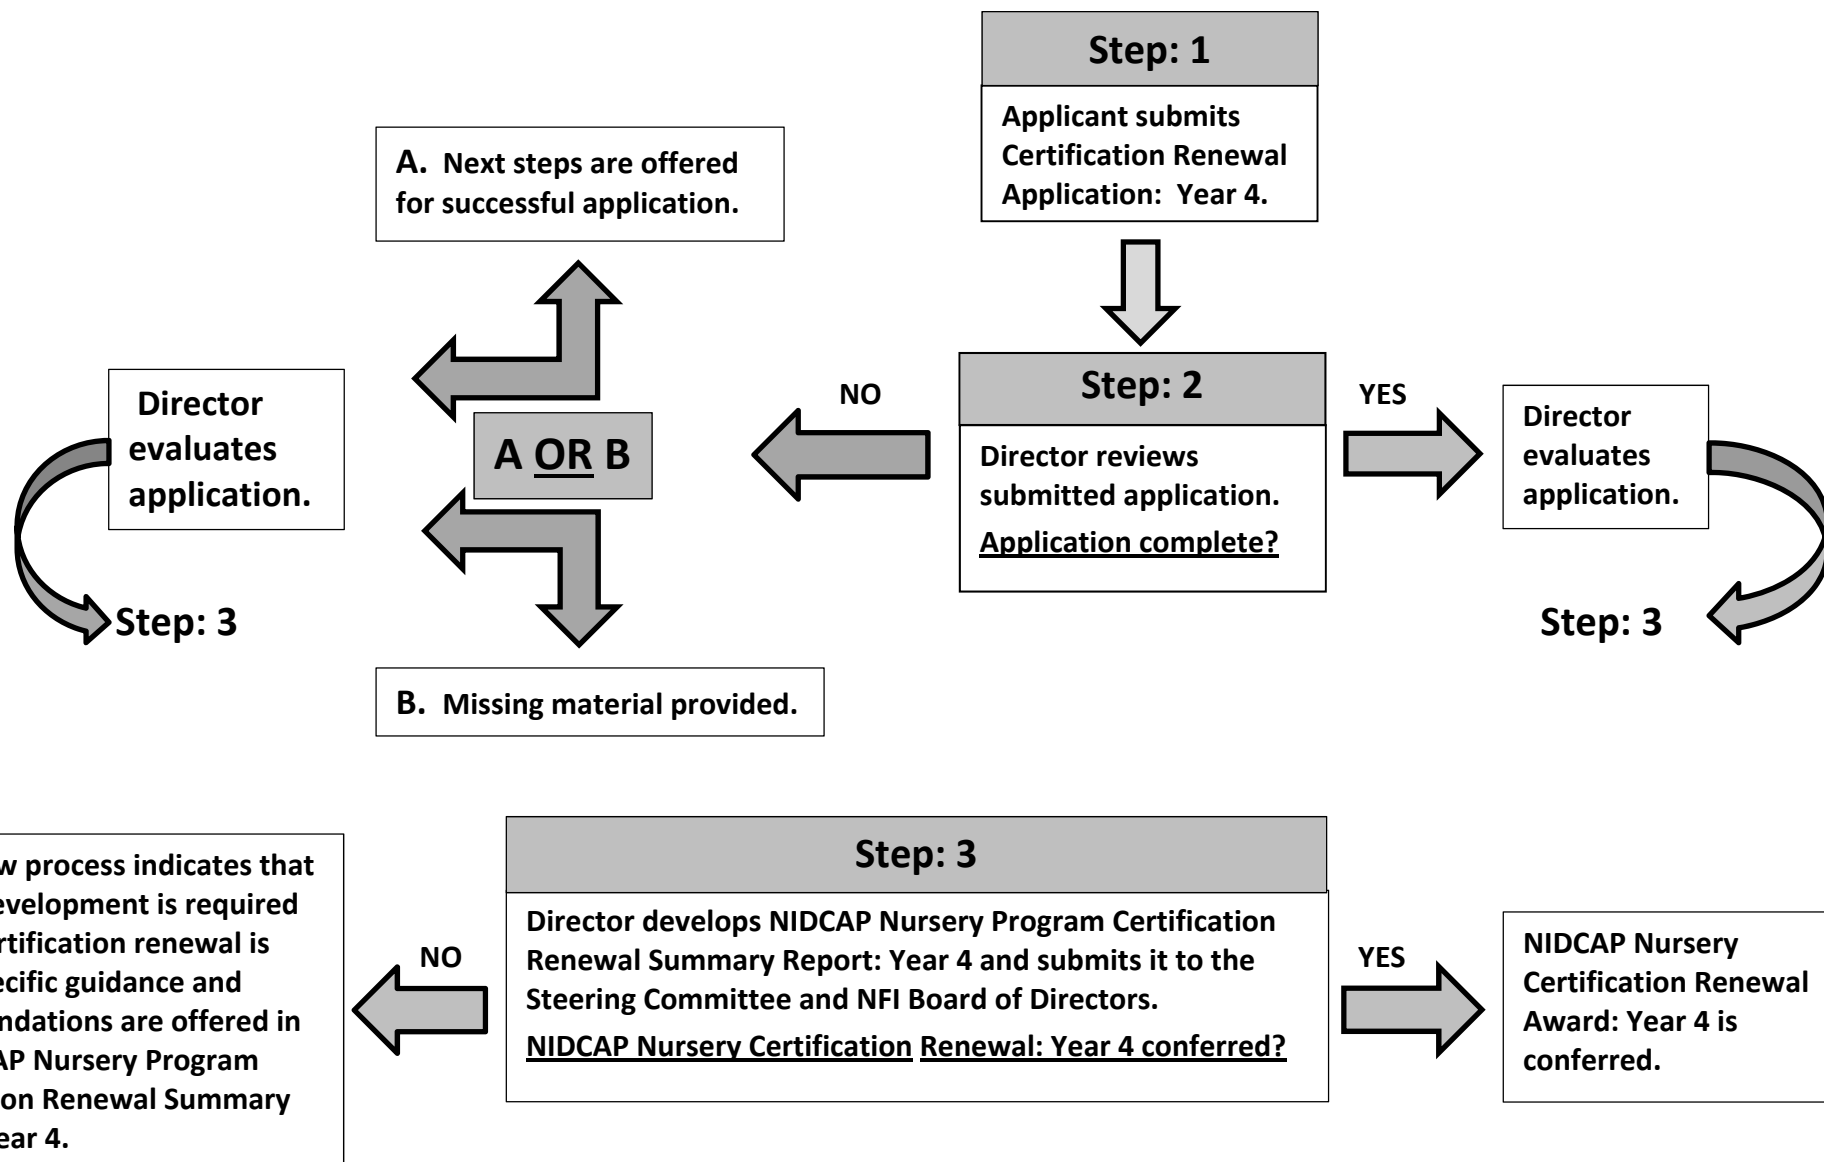 Step: 1
Applicant submits
Certification Renewal
Application: Year 4.
A. Next steps are offered
for successful application.
Director
evaluates
application.
A OR B
NO
Step: 2
Director reviews
submitted application.
Application complete?
YES
Director
evaluates
application.
Step: 3
Step: 3
B. Missing material provided.
process indicates that
is required
renewal is
guidance and
are offered in
Nursery Program
Renewal Summary
4.
NO
Step: 3
Director develops NIDCAP Nursery Program Certification
Renewal Summary Report: Year 4 and submits it to the
Steering Committee and NFI Board of Directors.
NIDCAP Nursery Certification Renewal: Year 4 conferred?
YES
NIDCAP Nursery
Certification Renewal
Award: Year 4 is
conferred.